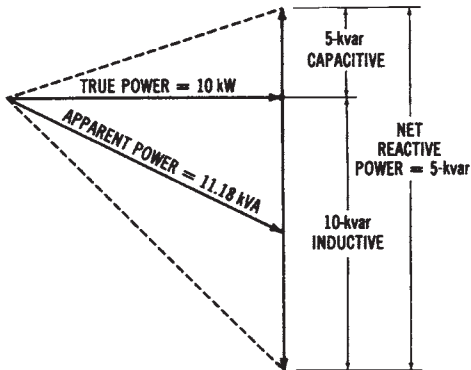 5-kvar
CAPACITIVE
TRUE POWER = 10 kW
APPARENT POWER = 11.18 kVA
NET
REACTIVE
POWER = 5-kvar
10-kvar
INDUCTIVE